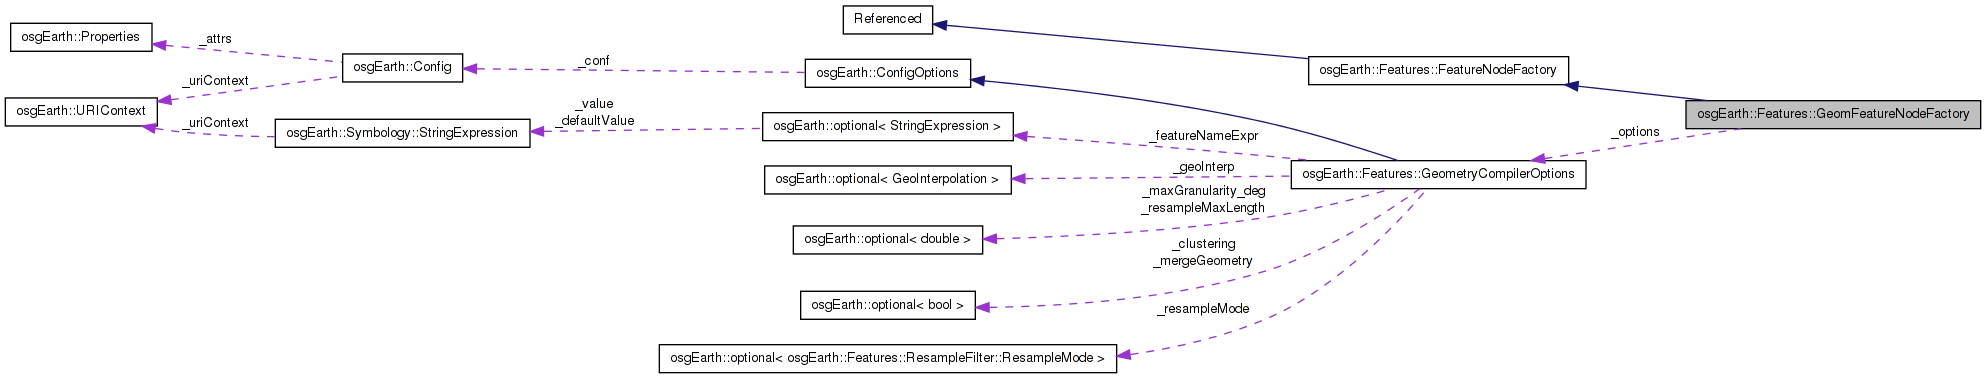 Referenced
osgEarth::Properties
_attrs
osgEarth::Config
_conf
osgEarth::ConfigOptions
osgEarth::Features::FeatureNodeFactory
_uriContext
osgEarth::URIContext
_uriContext
osgEarth::Symbology::StringExpression
_value
_defaultValue
osgEarth::optional< StringExpression >
_featureNameExpr
_options
osgEarth::Features::GeomFeatureNodeFactory
_geoInterp
osgEarth::optional< GeoInterpolation >
osgEarth::Features::GeometryCompilerOptions
_maxGranularity_deg
_resampleMaxLength
osgEarth::optional< double >
_clustering
_mergeGeometry
osgEarth::optional< bool >
_resampleMode
osgEarth::optional< osgEarth::Features::ResampleFilter::ResampleMode >